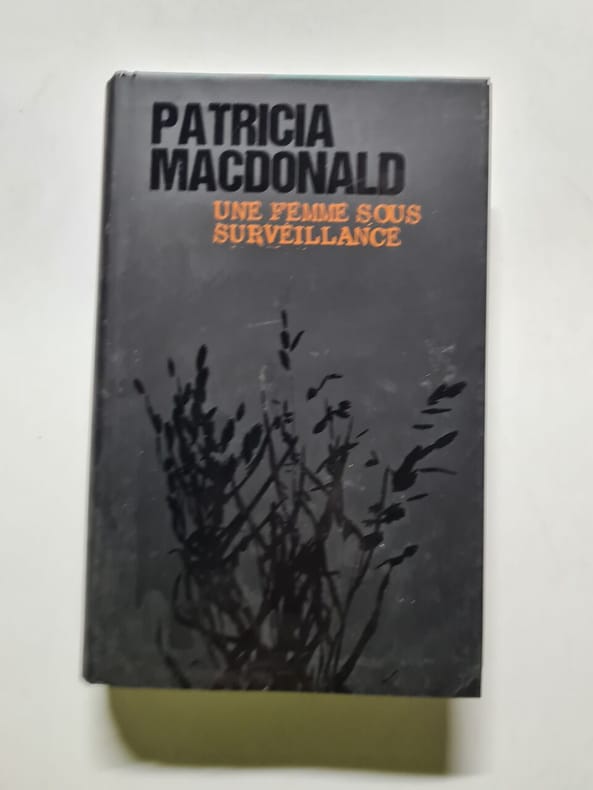 PATRICIA
MACDONALD
UNE FEMME SOUS
SURVEILLANCE